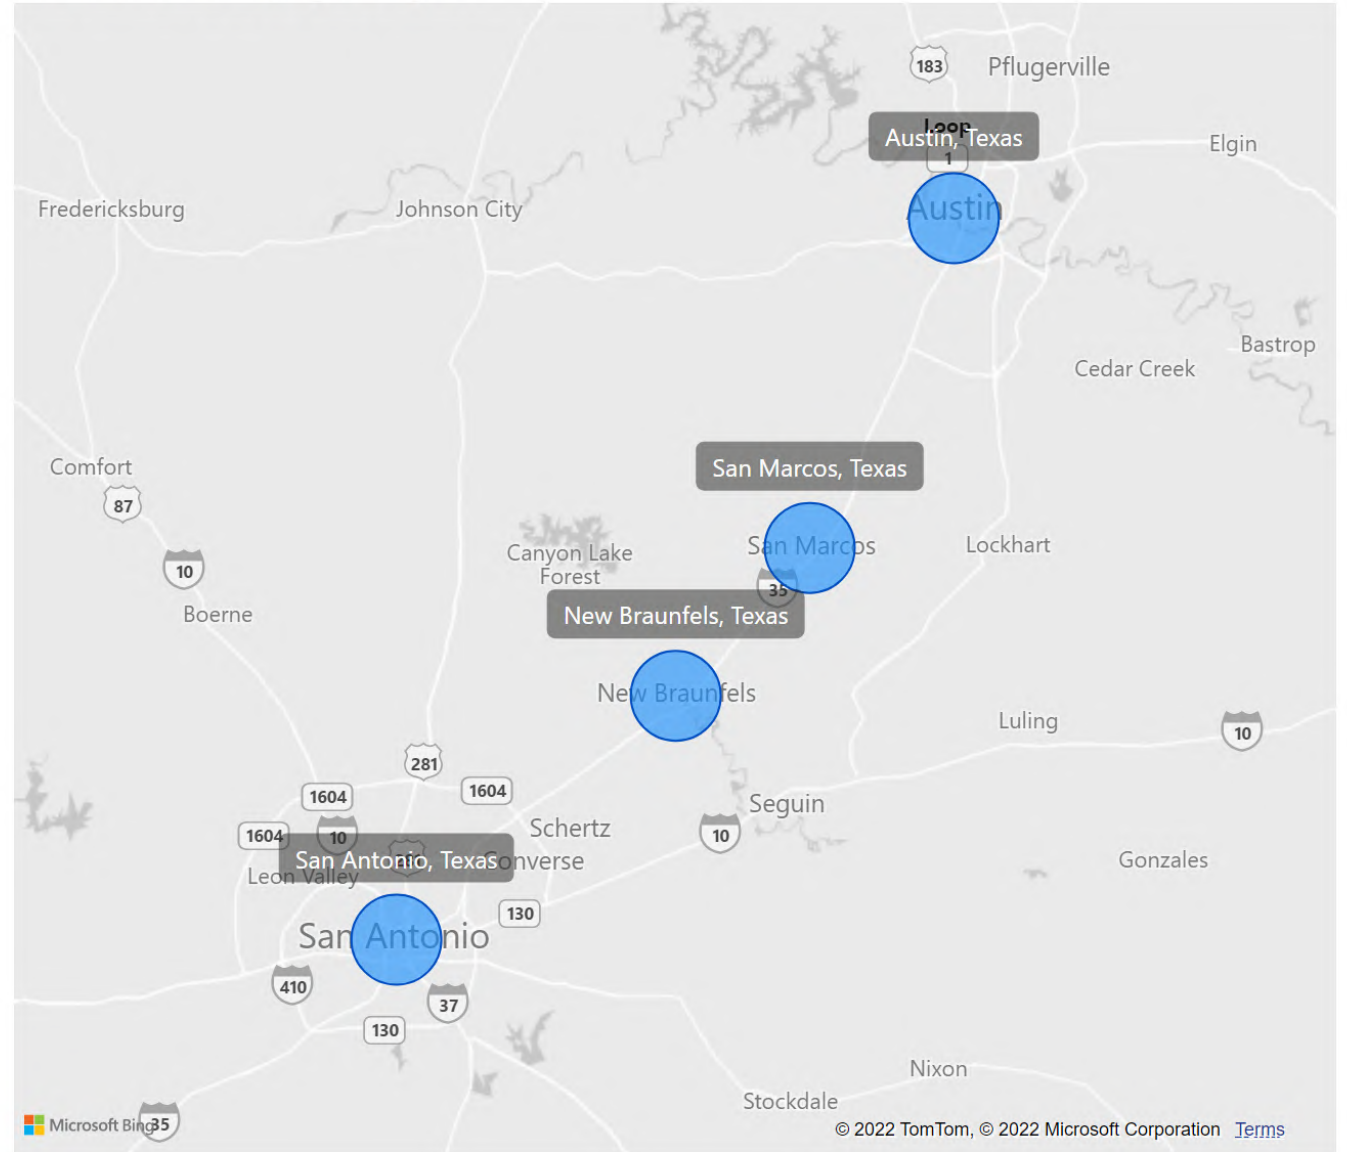 183
Pflugerville
Loop
Austin, Texas
1
Elgin
Fredericksburg
Johnson City
Austin
Bastrop
Cedar Creek
Comfort
San Marcos, Texas
87
10
Canyon Lake
Forest
San Marcos
Lockhart
35
Boerne
New Braunfels, Texas
New Braunfels
Luling
10
281
1604
1604
Seguin
1604
10
Schertz
10
San Antonio, Texas
Converse
Leon Valley
Gonzales
130
San Antonio
410
37
130
Nixon
Stockdale
Microsoft Bing
35
© 2022 TomTom, © 2022 Microsoft Corporation Terms